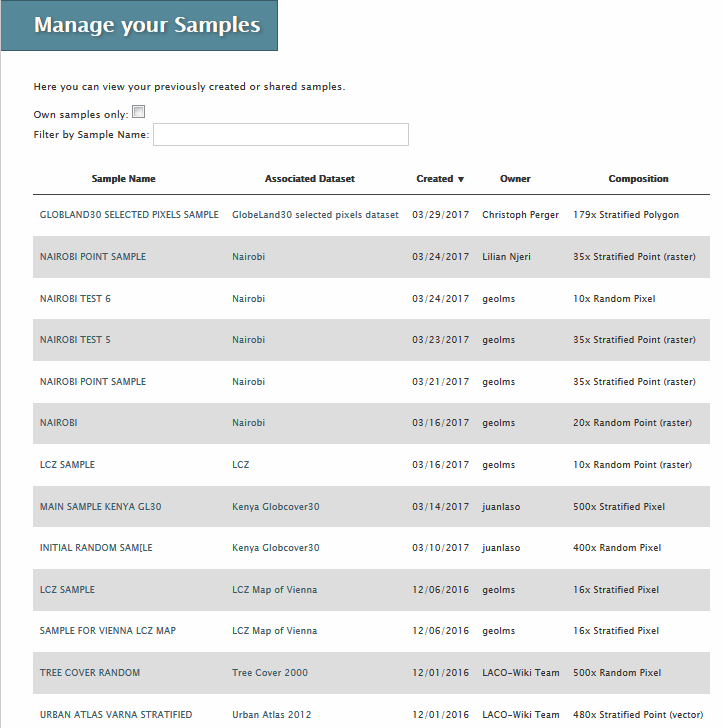 Manage your Samples
Here you can view your previously created or shared samples.
Own samples only:
Filter by Sample Name:
Sample Name Associated Dataset Created ▼ Owner Composition
GLOBLAND30 SELECTED PIXELS SAMPLE GlobeLand30 selected pixels dataset 03/29/2017 Christoph Perger 179x Stratified Polygon
NAIROBI POINT SAMPLE Nairobi 03/24/2017 Lilian Njeri 35x Stratified Point (raster)
NAIROBI TEST 6 Nairobi 03/24/2017 geolms 10x Random Pixel
NAIROBI TEST 5 Nairobi 03/23/2017 geolms 35x Stratified Point (raster)
NAIROBI POINT SAMPLE Nairobi 03/21/2017 geolms 35x Stratified Point (raster)
NAIROBI Nairobi 03/16/2017 geolms 20x Random Point (raster)
LCZ SAMPLE LCZ 03/16/2017 geolms 10x Random Point (raster)
MAIN SAMPLE KENYA GL30 Kenya Globcover30 03/14/2017 juanlaso 500x Stratified Pixel
INITIAL RANDOM SAM[LE Kenya Globcover30 03/10/2017 juanlaso 400x Random Pixel
LCZ SAMPLE LCZ Map of Vienna 12/06/2016 geolms 16x Stratified Pixel
SAMPLE FOR VIENNA LCZ MAP LCZ Map of Vienna 12/06/2016 geolms 16x Stratified Pixel
TREE COVER RANDOM Tree Cover 2000 12/01/2016 LACO-Wiki Team 500x Random Pixel
URBAN ATLAS VARNA STRATIFIED Urban Atlas 2012 12/01/2016 LACO-Wiki Team 480x Stratified Point (vector)